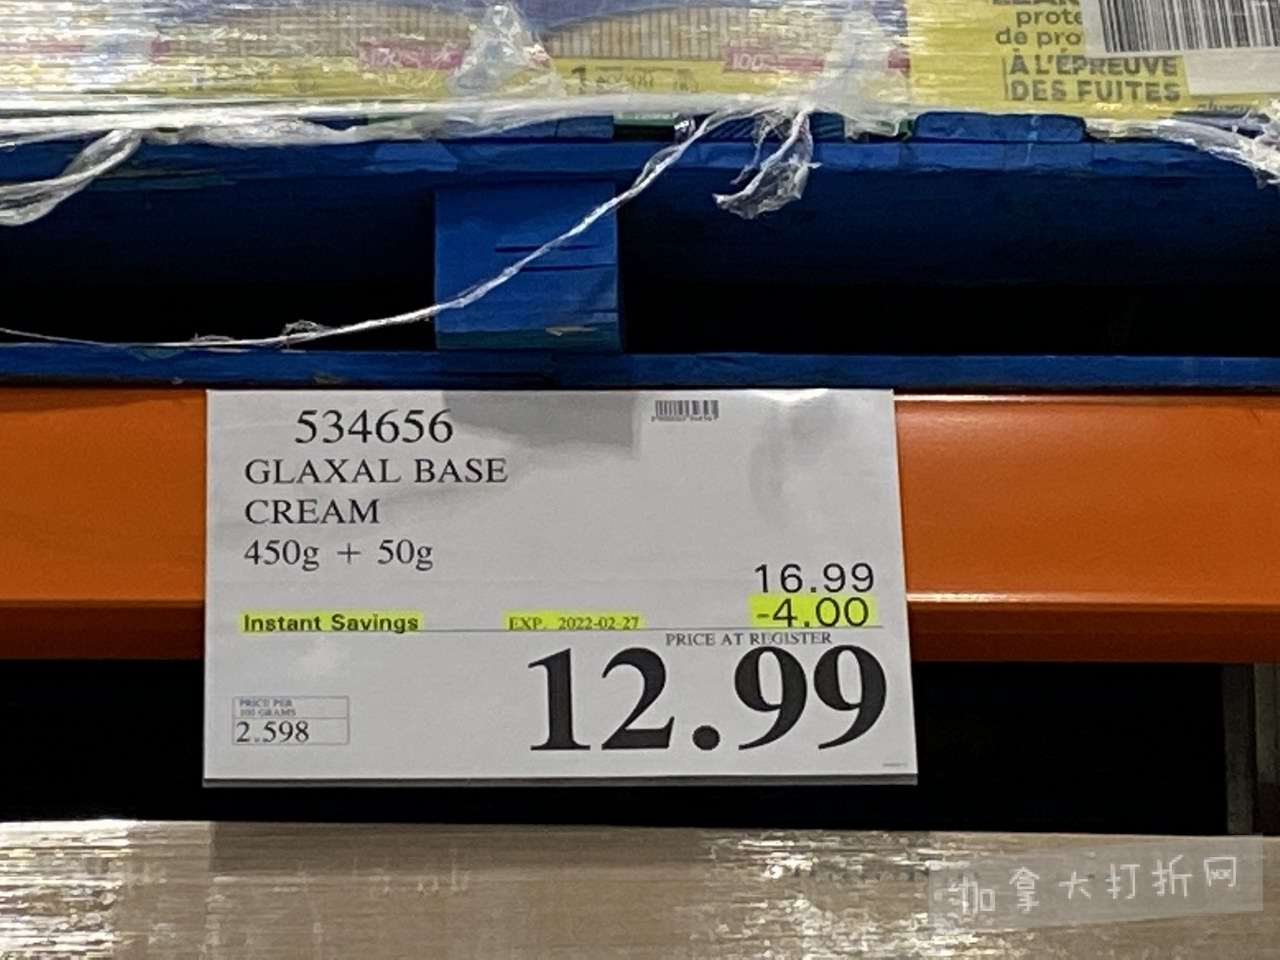 prote
de pro
À L'ÉPREUVE
DES FUITES
534656
GLAXAL BASE
CREAM
450g + 50g
16.99
Instant Savings EXP. 2022-02-27 -4.00
PRICE AT REGISTER
12.99
PRICE PER
100 GRAMS
2.598
加拿大打折网